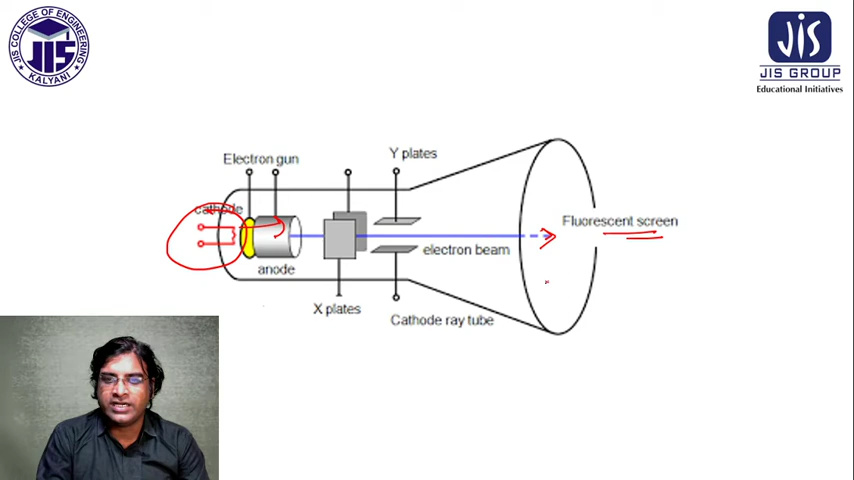 JIS COLLEGE OF ENGINEERING
JIS
KALYANI
JIS
JIS GROUP
Educational Initiatives
Electron gun
Y plates
cathode
Fluorescent screen
electron beam
anode
X plates
Cathode ray tube